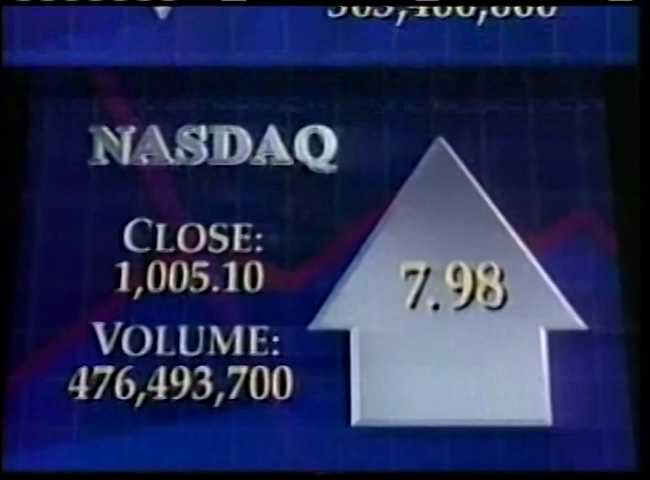 NASDAQ
CLOSE:
1,005.10
7.98
VOLUME:
476,493,700